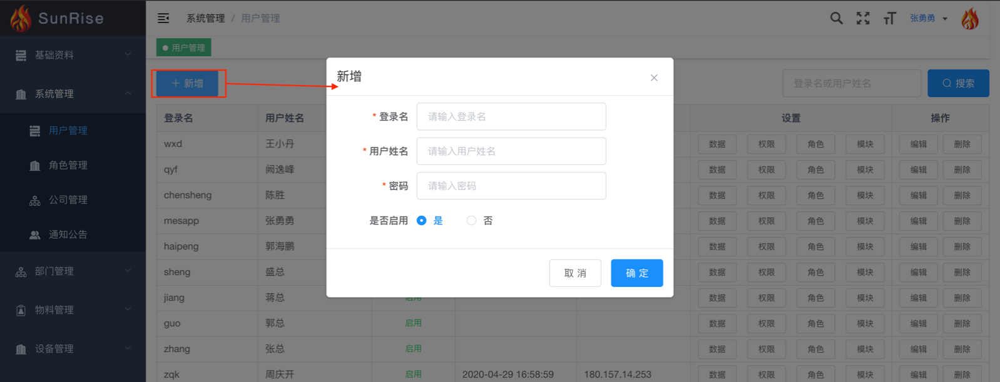 SunRise
系统管理 / 用户管理
张勇勇
基础资料
系统管理
用户管理
角色管理
公司管理
通知公告
部门管理
物料管理
设备管理
用户管理
+ 新增
登录名或用户姓名
搜索
新增
* 登录名 请输入登录名
* 用户姓名 请输入用户姓名
* 密码 请输入密码
是否启用 是 否
取 消 确 定
登录名 用户姓名 设置 操作
wxd 王小丹 数据 权限 角色 模块 编辑 删除
qyf 阙逸峰 数据 权限 角色 模块 编辑 删除
chensheng 陈胜 数据 权限 角色 模块 编辑 删除
mesapp 张勇勇 数据 权限 角色 模块 编辑 删除
haipeng 郭海鹏 数据 权限 角色 模块 编辑 删除
sheng 盛总 数据 权限 角色 模块 编辑 删除
jiang 蒋总 启用 数据 权限 角色 模块 编辑 删除
guo 郭总 启用 数据 权限 角色 模块 编辑 删除
zhang 张总 启用 数据 权限 角色 模块 编辑 删除
zqk 周庆开 启用 2020-04-29 16:58:59 180.157.14.253 数据 权限 角色 模块 编辑 删除